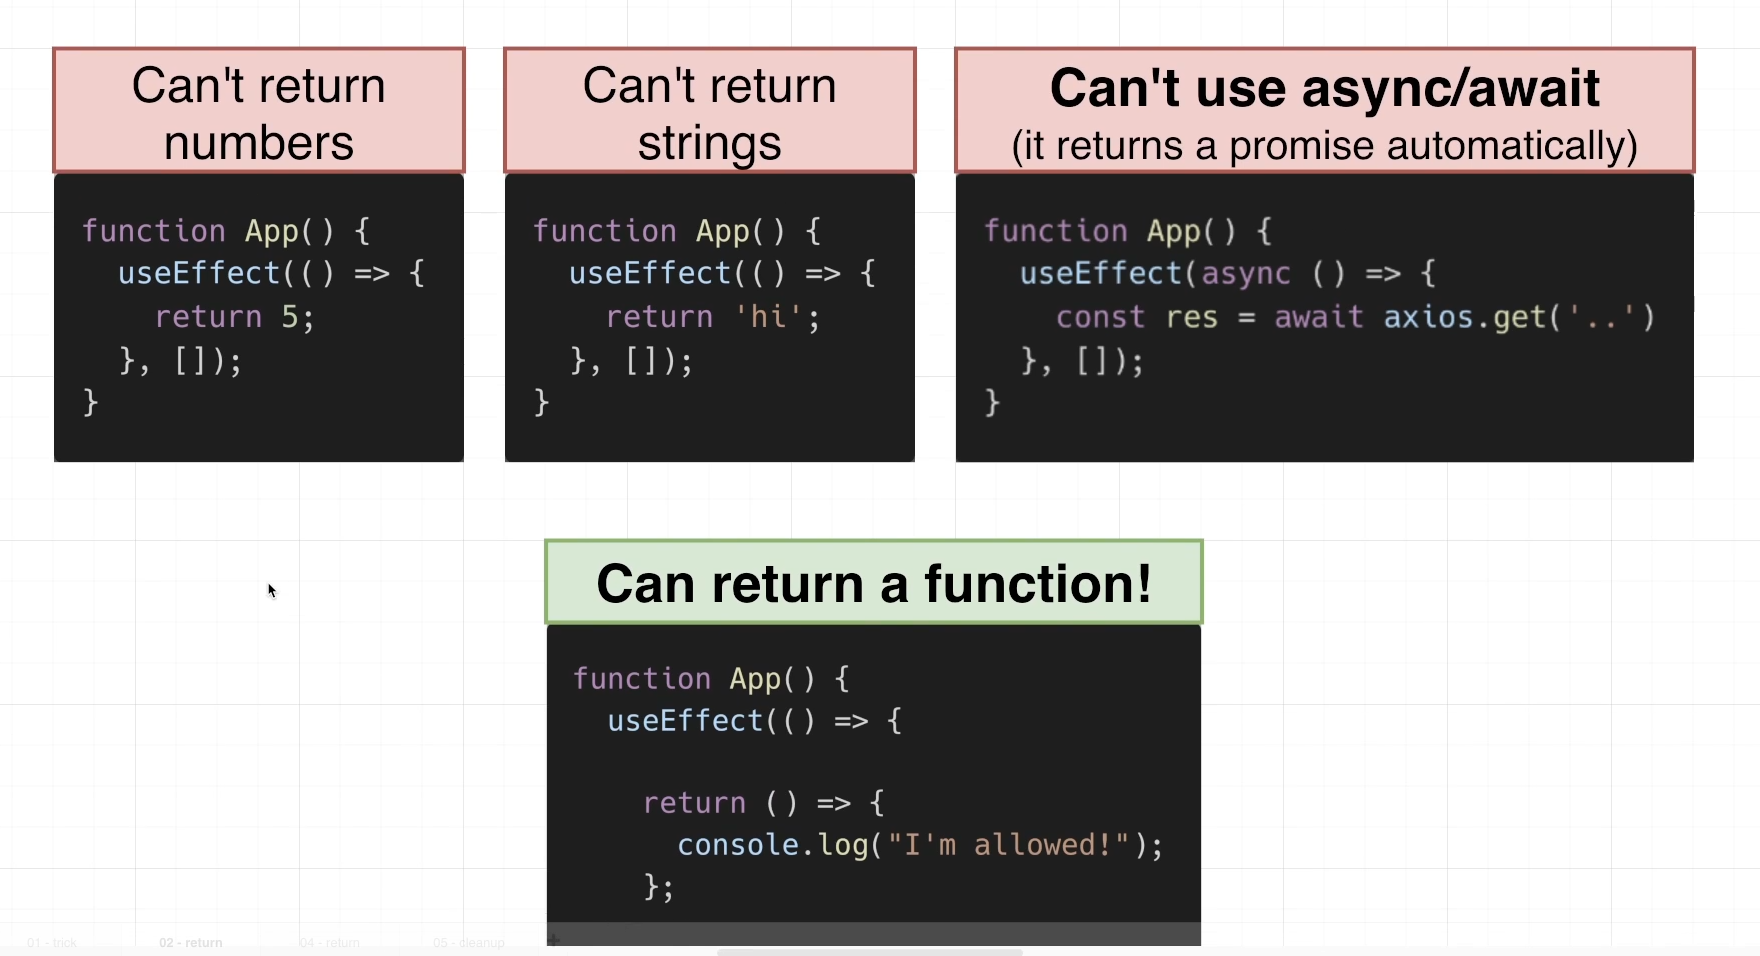 Can't return
numbers
function App() {
  useEffect(() => {
    return 5;
  }, []);
}
Can't return
strings
function App() {
  useEffect(() => {
    return 'hi';
  }, []);
}
Can't use async/await
(it returns a promise automatically)
function App() {
  useEffect(async () => {
    const res = await axios.get('..')
  }, []);
}
Can return a function!
function App() {
  useEffect(() => {

    return () => {
      console.log("I'm allowed!");
    };
01 - trick
02 - return
04 - return
05 - cleanup
+